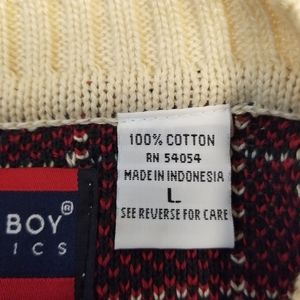 100% COTTON
RN 54054
MADE IN INDONESIA
L
SEE REVERSE FOR CARE
BOY®
ICS